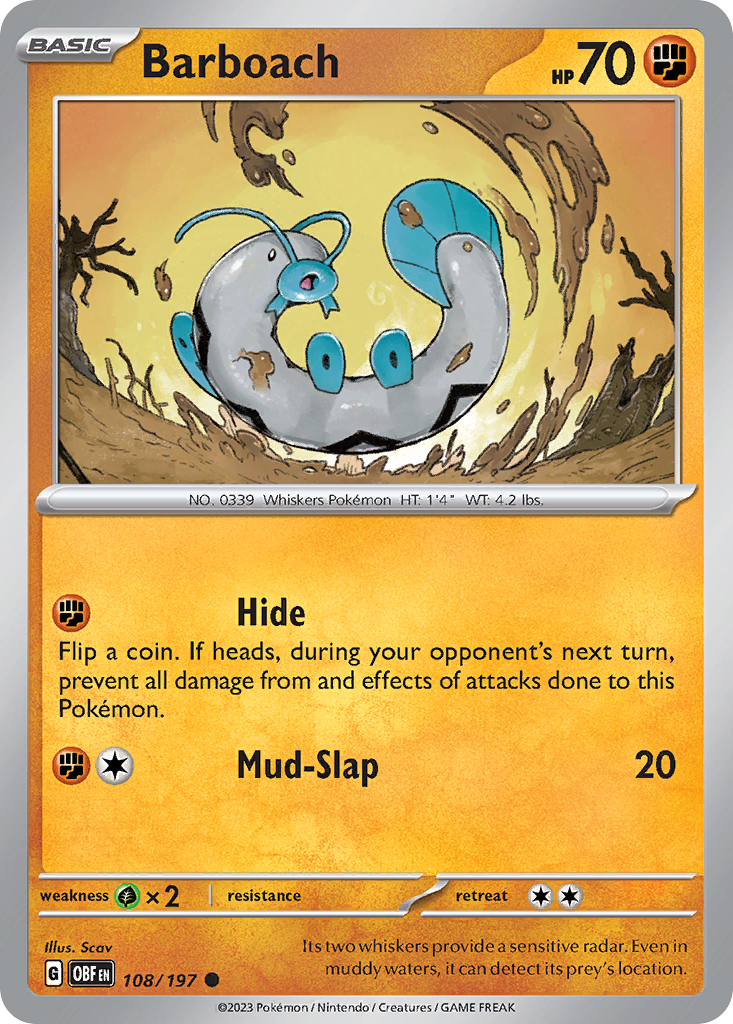 BASIC
Barboach
HP 70
NO. 0339 Whiskers Pokémon HT: 1'4" WT: 4.2 lbs.
Hide
Flip a coin. If heads, during your opponent's next turn,
prevent all damage from and effects of attacks done to this
Pokémon.
Mud-Slap 20
weakness ×2 resistance retreat
Illus. Scav
Its two whiskers provide a sensitive radar. Even in
muddy waters, it can detect its prey's location.
G OBF EN 108/197
©2023 Pokémon / Nintendo / Creatures / GAME FREAK